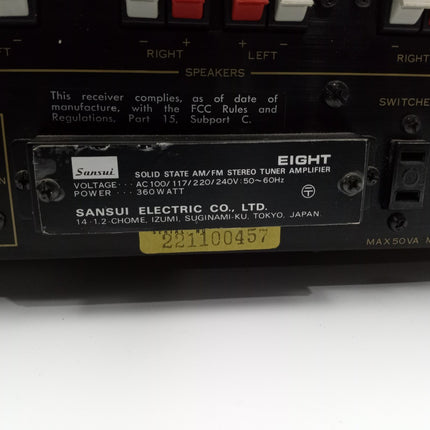 LEFT
- +
RIGHT
+ -
LEFT
-
RIGHT
SPEAKERS
This receiver complies, as of date of
manufacture, with the FCC Rules and
Regulations, Part 15, Subpart C.
SWITCHE
Sansui
EIGHT
SOLID STATE AM/FM STEREO TUNER AMPLIFIER
VOLTAGE ··· AC100/117/220/240V:50~60Hz
POWER ··· 360WATT
SANSUI ELECTRIC CO., LTD.
14-1.2-CHOME, IZUMI, SUGINAMI-KU, TOKYO, JAPAN.
221100457
MAX50VA M